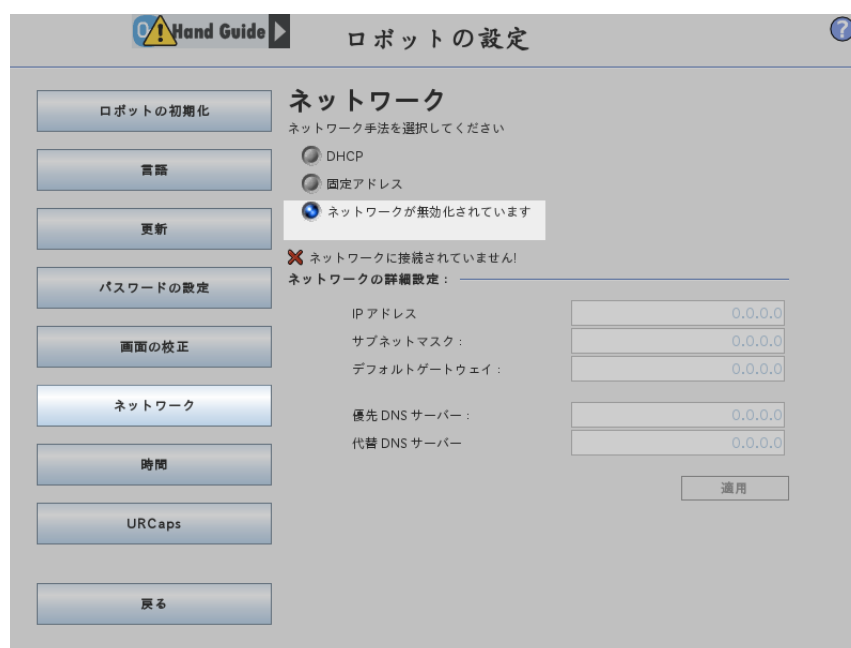 Hand Guide
ロボットの設定
?
ロボットの初期化
言語
更新
パスワードの設定
画面の校正
ネットワーク
時間
URCaps
戻る
ネットワーク
ネットワーク手法を選択してください
DHCP
固定アドレス
ネットワークが無効化されています
ネットワークに接続されていません!
ネットワークの詳細設定:
IP アドレス 0.0.0.0
サブネットマスク: 0.0.0.0
デフォルトゲートウェイ: 0.0.0.0
優先 DNS サーバー: 0.0.0.0
代替 DNS サーバー 0.0.0.0
適用